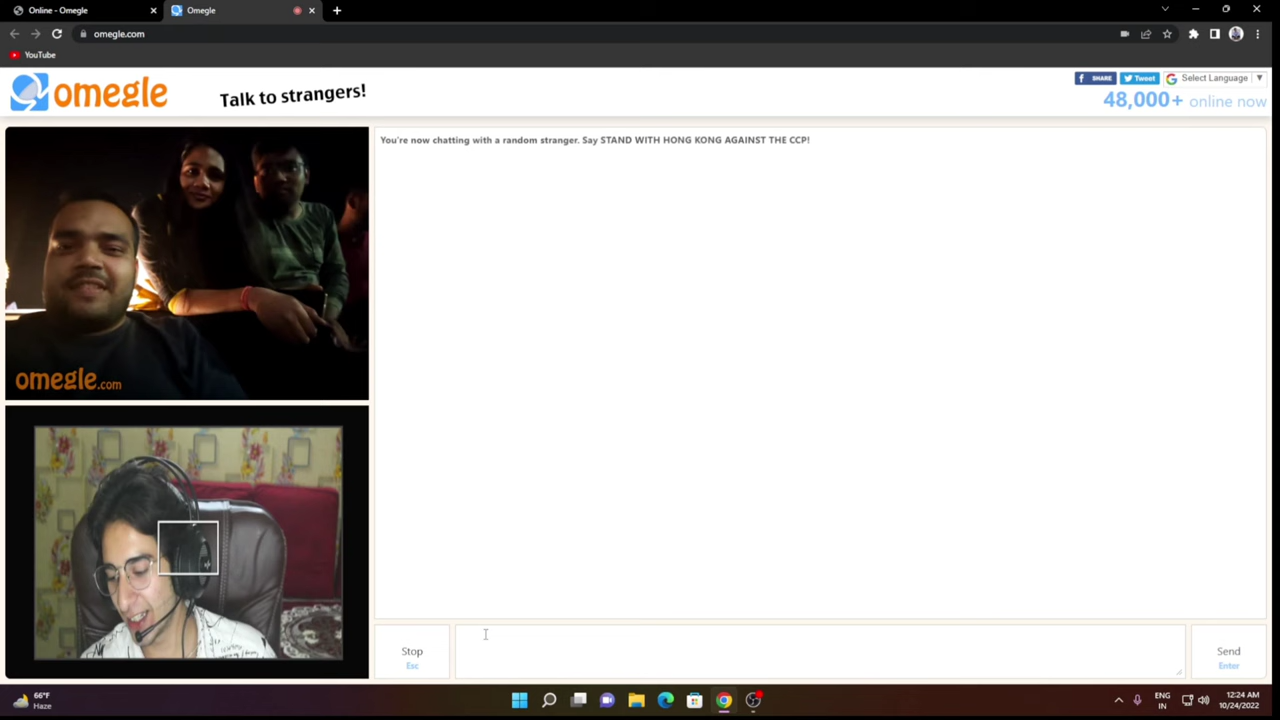 Online - Omegle
Omegle
omegle.com
YouTube
omegle
Talk to strangers!
SHARE
Tweet
Select Language
48,000+ online now
You're now chatting with a random stranger. Say STAND WITH HONG KONG AGAINST THE CCP!
omegle.com
Stop
Esc
Send
Enter
66°F
Haze
ENG
IN
12:24 AM
10/24/2022